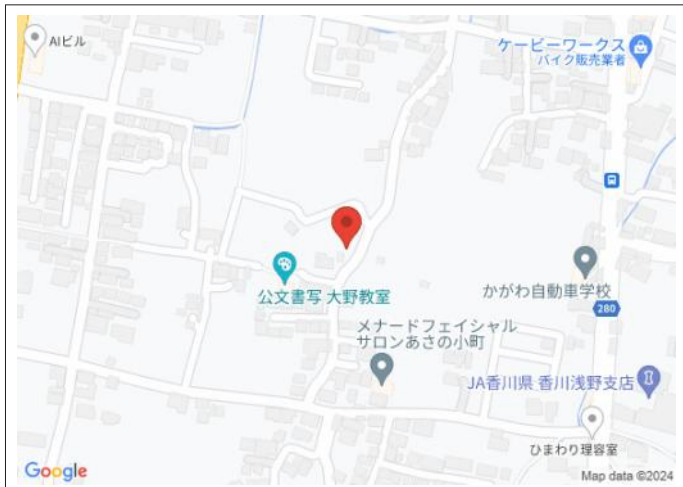 AIビル
ケービーワークス
バイク販売業者
公文書写 大野教室
かがわ自動車学校
280
メナードフェイシャル
サロンあさの小町
JA香川県 香川浅野支店
ひまわり理容室
Google
Map data ©2024